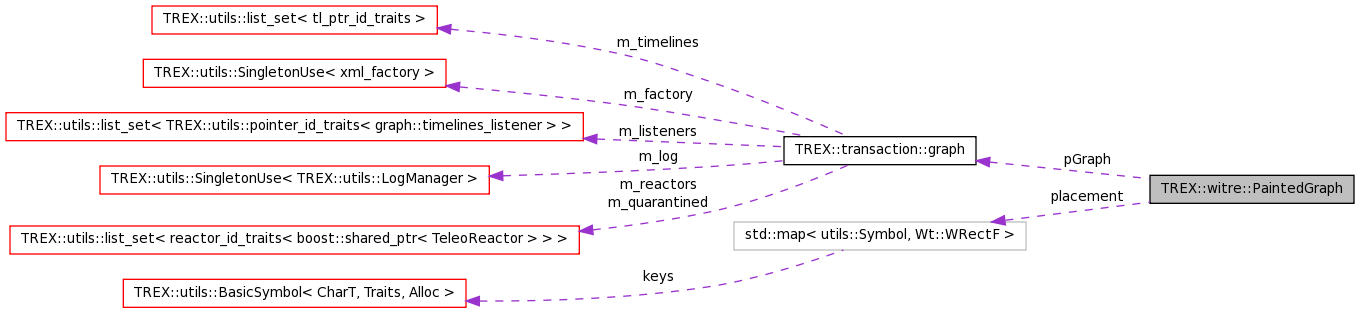 TREX::utils::list_set< tl_ptr_id_traits >
m_timelines
TREX::utils::SingletonUse< xml_factory >
m_factory
TREX::utils::list_set< TREX::utils::pointer_id_traits< graph::timelines_listener > >
m_listeners
TREX::transaction::graph
m_log
pGraph
TREX::utils::SingletonUse< TREX::utils::LogManager >
m_reactors
m_quarantined
TREX::witre::PaintedGraph
placement
TREX::utils::list_set< reactor_id_traits< boost::shared_ptr< TeleoReactor > > >
std::map< utils::Symbol, Wt::WRectF >
keys
TREX::utils::BasicSymbol< CharT, Traits, Alloc >